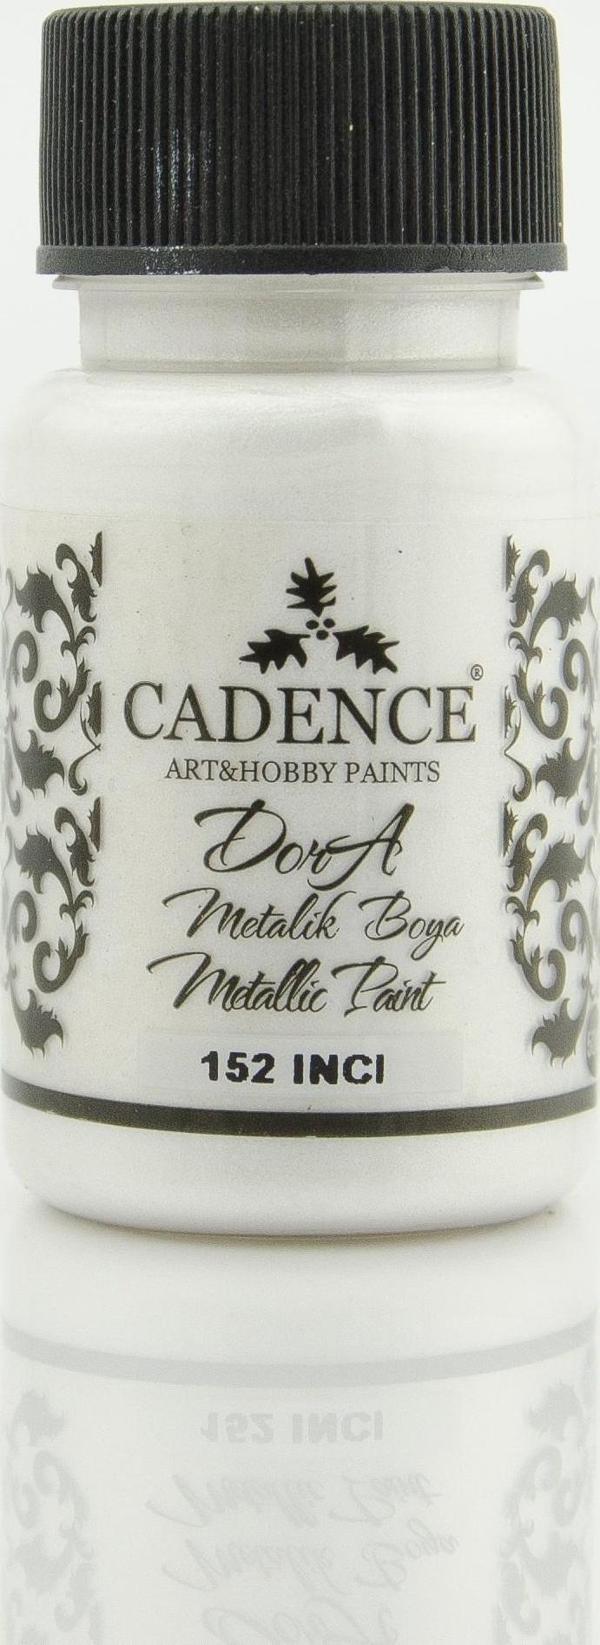 CADENCE®
ART&HOBBY PAINTS
DorA
Metalik Boya
Metallic Paint
152 INCI